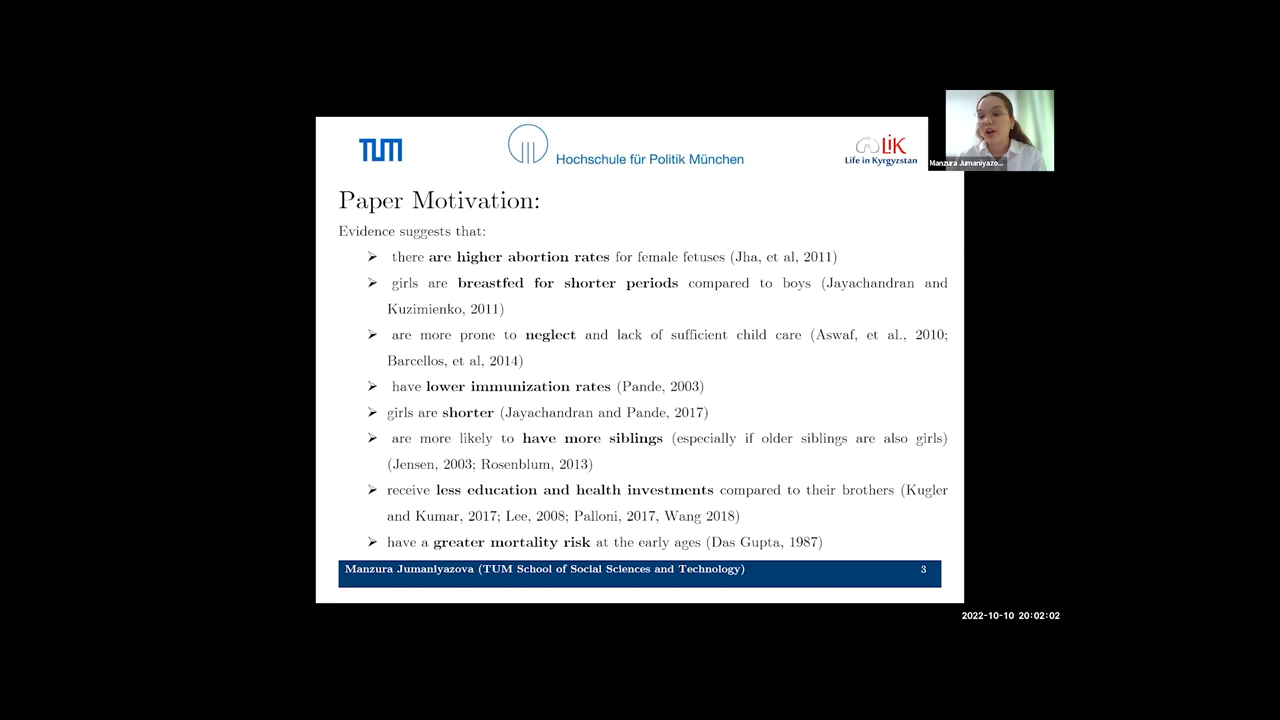 TUM
Hochschule für Politik München
LiK
Life in Kyrgyzstan
Manzura Jumaniyazo...
Paper Motivation:
Evidence suggests that:
➢ there are higher abortion rates for female fetuses (Jha, et al, 2011)
➢ girls are breastfed for shorter periods compared to boys (Jayachandran and
Kuzimienko, 2011)
➢ are more prone to neglect and lack of sufficient child care (Aswaf, et al., 2010;
Barcellos, et al, 2014)
➢ have lower immunization rates (Pande, 2003)
➢ girls are shorter (Jayachandran and Pande, 2017)
➢ are more likely to have more siblings (especially if older siblings are also girls)
(Jensen, 2003; Rosenblum, 2013)
➢ receive less education and health investments compared to their brothers (Kugler
and Kumar, 2017; Lee, 2008; Palloni, 2017, Wang 2018)
➢ have a greater mortality risk at the early ages (Das Gupta, 1987)
Manzura Jumaniyazova (TUM School of Social Sciences and Technology) 3
2022-10-10 20:02:02